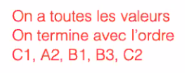 On a toutes les valeurs
On termine avec l'ordre
C1, A2, B1, B3, C2